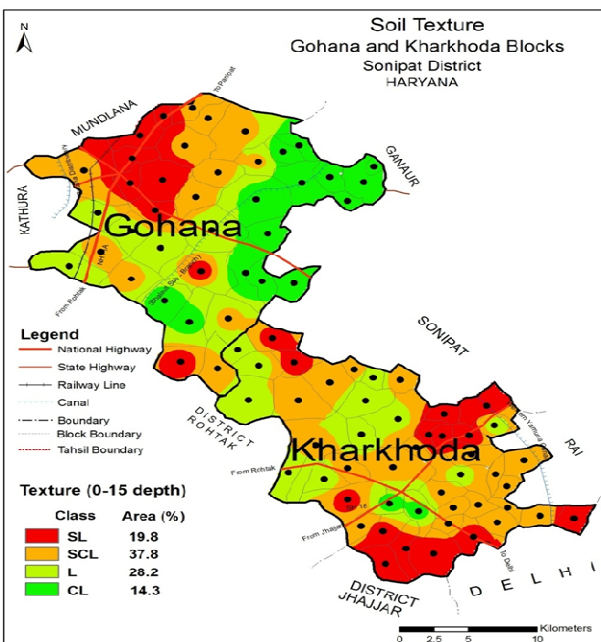 N
Soil Texture
Gohana and Kharkhoda Blocks
Sonipat District
HARYANA
To Panipat
MUNDLANA
GANAUR
KATHURA
Gohana
From Rohtak
SONIPAT
Legend
National Highway
State Highway
Railway Line
Canal
Boundary
Block Boundary
Tahsil Boundary
DISTRICT
ROHTAK
RAI
Kharkhoda
From Rohtak
Texture (0-15 depth)
Class Area (%)
SL 19.8
SCL 37.8
L 28.2
CL 14.3
To Delhi
DELHI
DISTRICT
JHAJJAR
Kilometers
0 2.5 5 10